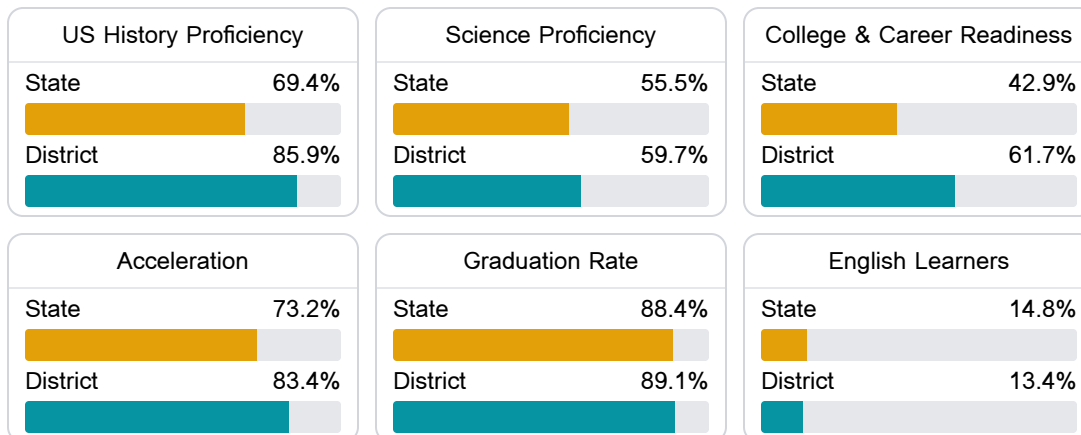 US History Proficiency
State 69.4%
District 85.9%
Science Proficiency
State 55.5%
District 59.7%
College & Career Readiness
State 42.9%
District 61.7%
Acceleration
State 73.2%
District 83.4%
Graduation Rate
State 88.4%
District 89.1%
English Learners
State 14.8%
District 13.4%